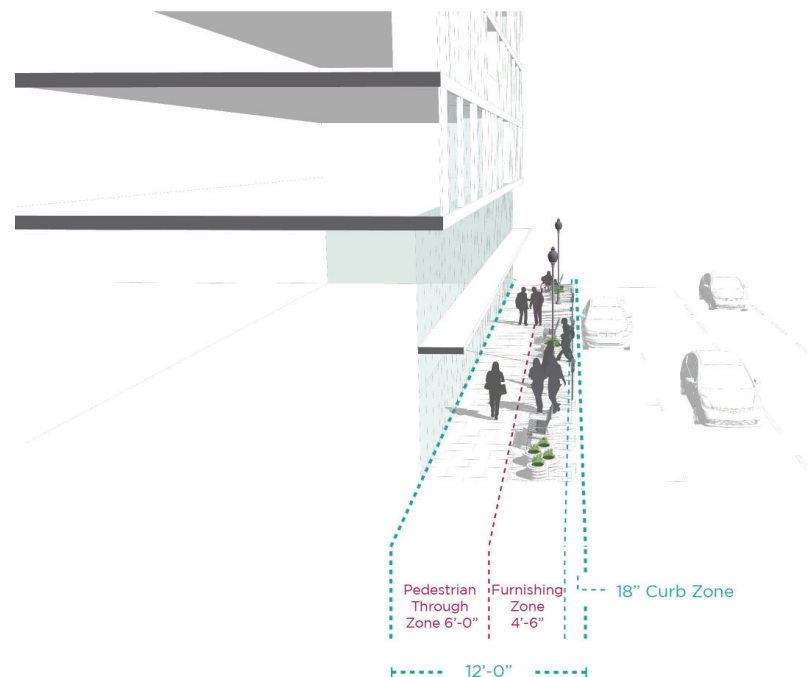 Pedestrian
Through
Zone 6’-0”
Furnishing
Zone
4’-6”
18” Curb Zone
12’-0”